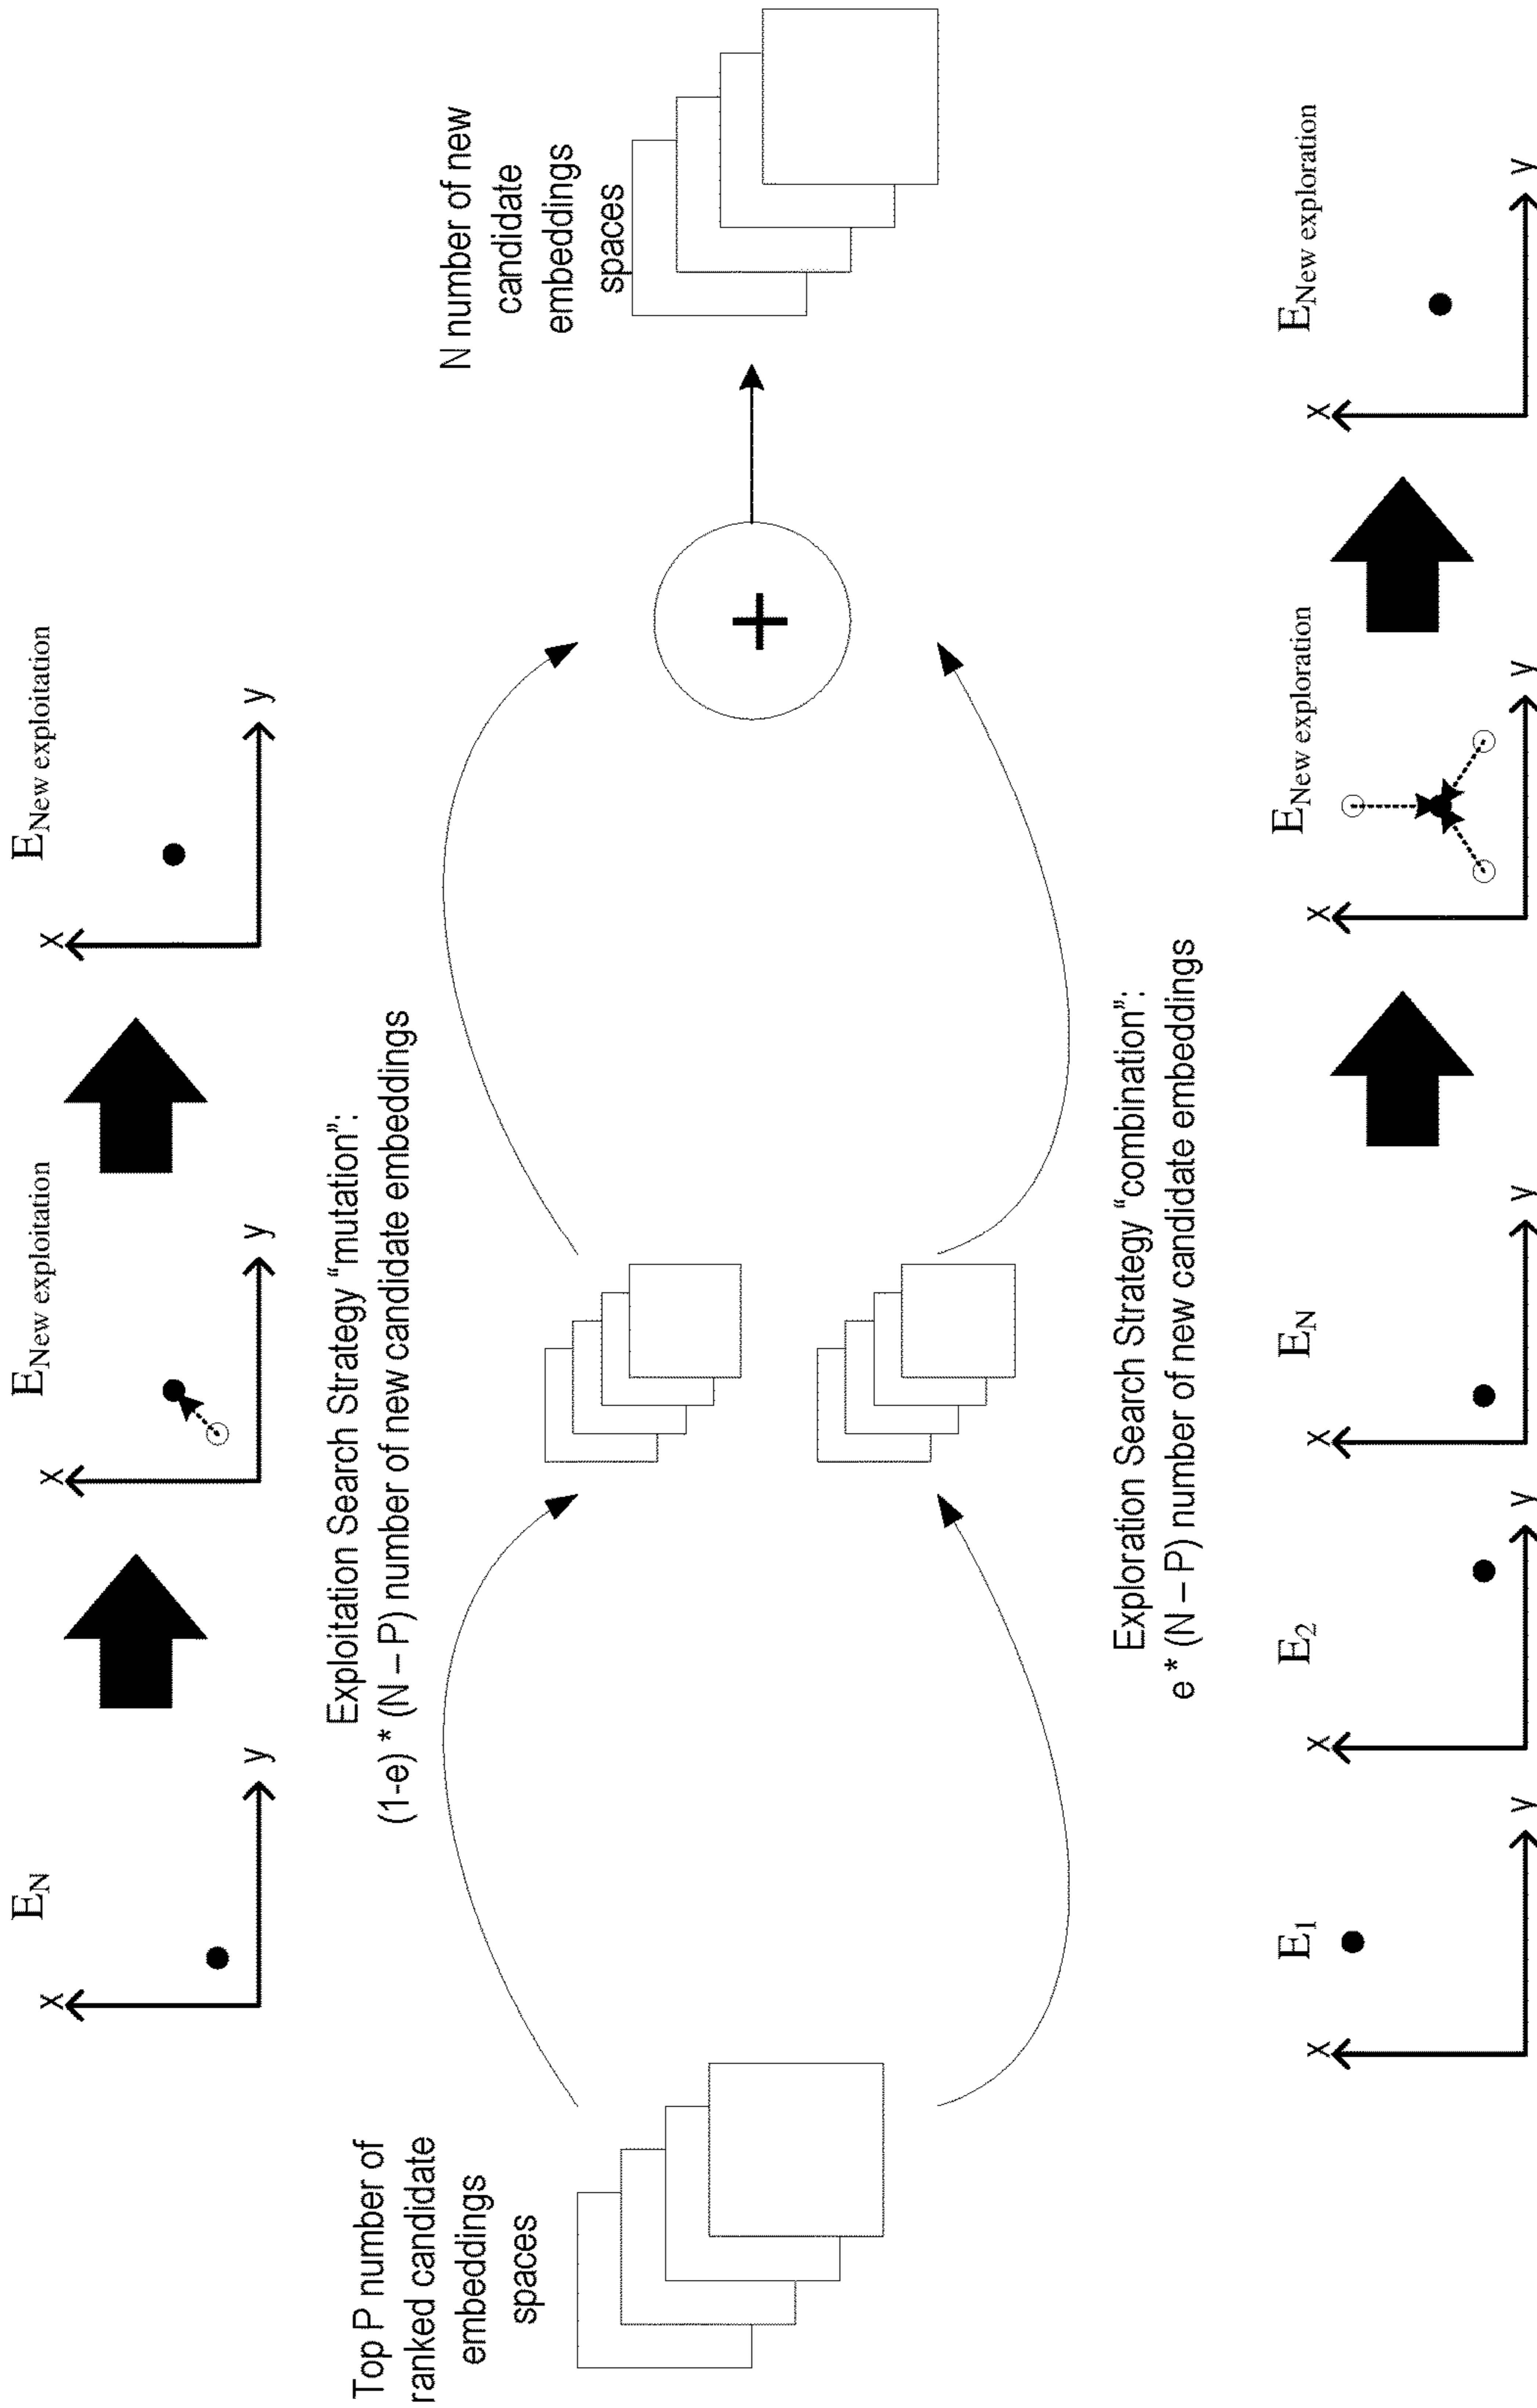 E_N
x
y
E_New exploitation
x
y
E_New exploitation
x
y
Exploitation Search Strategy “mutation”:
(1-e) * (N – P) number of new candidate embeddings
Top P number of
ranked candidate
embeddings
spaces
+
N number of new
candidate
embeddings
spaces
Exploration Search Strategy “combination”:
e * (N – P) number of new candidate embeddings
E_1
x
y
E_2
x
y
E_N
x
y
E_New exploration
x
y
E_New exploration
x
y